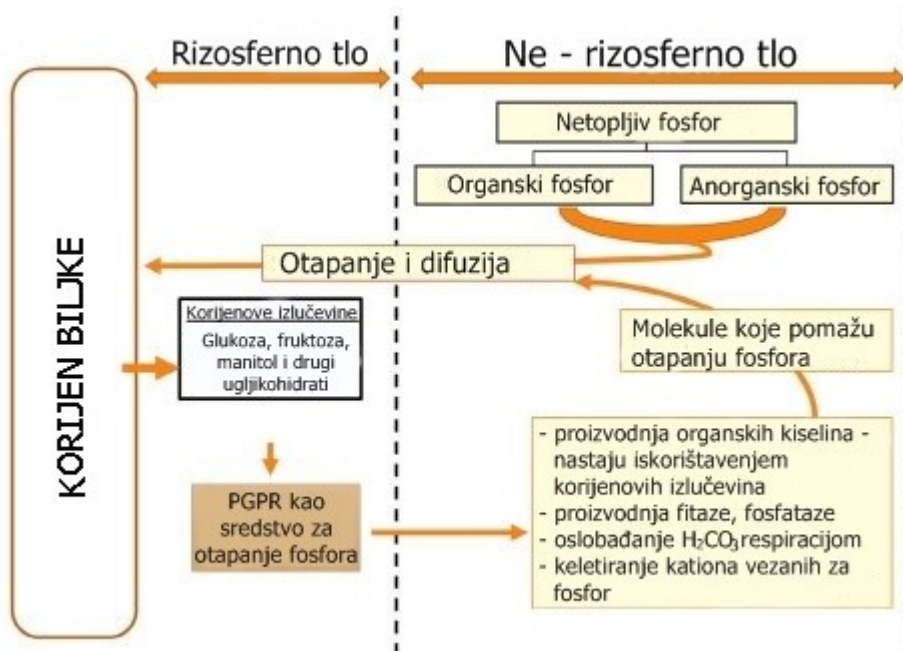 Rizosferno tlo
Ne - rizosferno tlo
Netopljiv fosfor
Organski fosfor
Anorganski fosfor
Otapanje i difuzija
KORIJEN BILJKE
Korijenove izlučevine
Glukoza, fruktoza,
manitol i drugi
ugljikohidrati
Molekule koje pomažu
otapanju fosfora
PGPR kao
sredstvo za
otapanje fosfora
- proizvodnja organskih kiselina -
nastaju iskorištavenjem
korijenovih izlučevina
- proizvodnja fitaze, fosfataze
- oslobađanje H₂CO₃ respiracijom
- keletiranje kationa vezanih za
fosfor